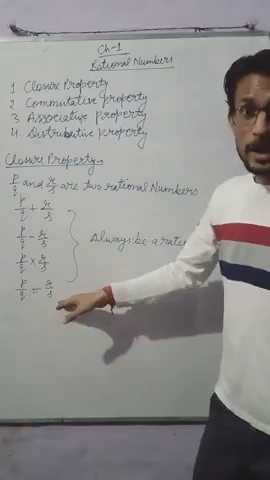 Ch-1
Rational Numbers
1 Closure Property
2 Commutative property
3 Associative property
4. Distributive property
Closure Property→
p/q and r/s are two rational Numbers
p/q + r/s
p/q - r/s
p/q × r/s
p/q ÷ r/s
Always be a